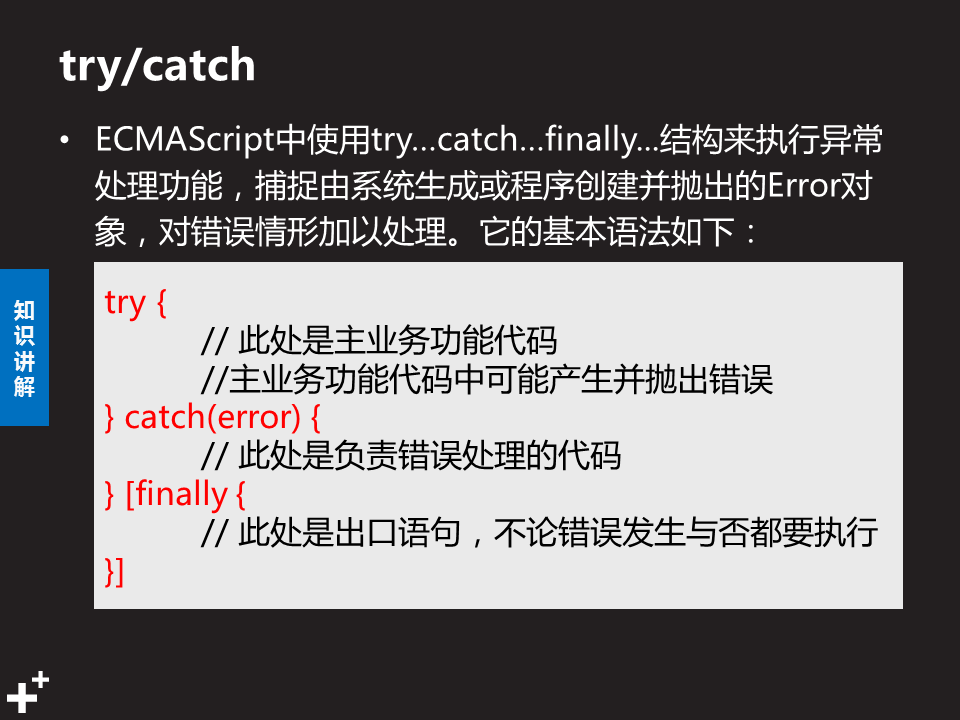 try/catch
• ECMAScript中使用try…catch…finally...结构来执行异常
处理功能，捕捉由系统生成或程序创建并抛出的Error对
象，对错误情形加以处理。它的基本语法如下：
知
识
讲
解
try {
// 此处是主业务功能代码
//主业务功能代码中可能产生并抛出错误
} catch(error) {
// 此处是负责错误处理的代码
} [finally {
// 此处是出口语句，不论错误发生与否都要执行
}]